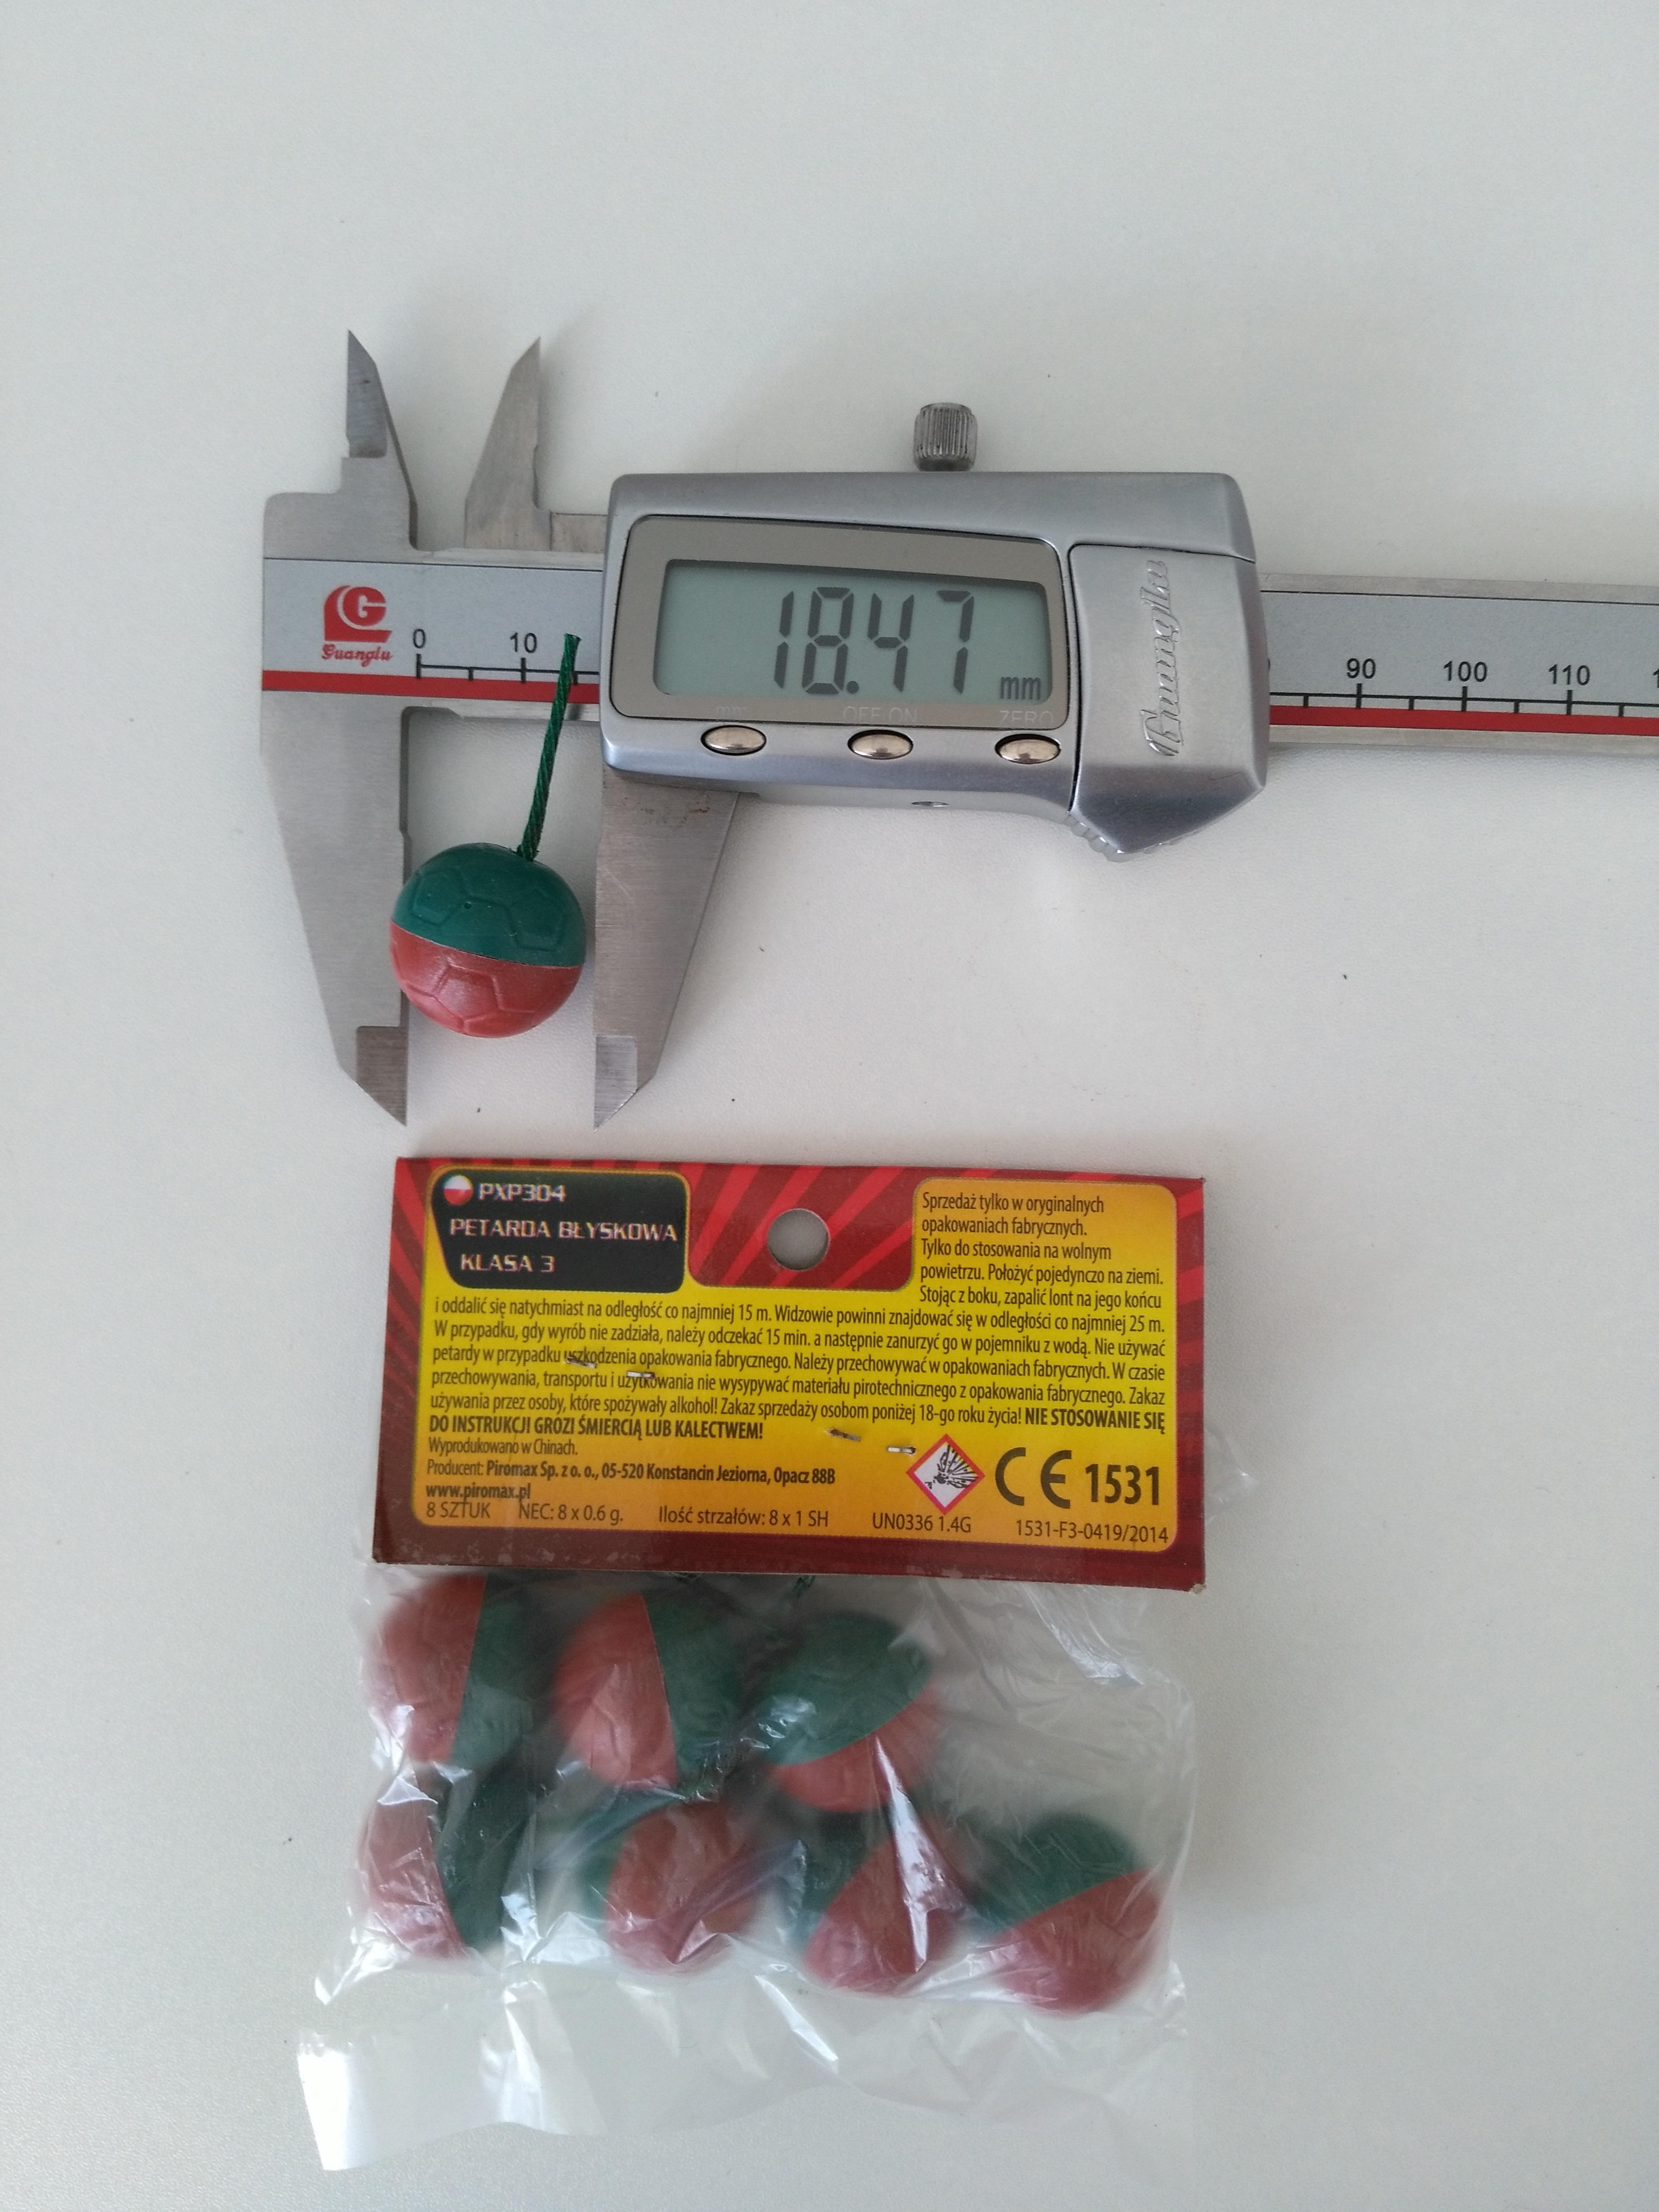 G
Guanglu
0 10
18.47
mm
mm
OFF ON
ZERO
Guanglu
90 100 110
PXP304
PETARDA BŁYSKOWA
KLASA 3
Sprzedaż tylko w oryginalnych
opakowaniach fabrycznych.
Tylko do stosowania na wolnym
powietrzu. Położyć pojedynczo na ziemi.
Stojąc z boku, zapalić lont na jego końcu
i oddalić się natychmiast na odległość co najmniej 15 m. Widzowie powinni znajdować się w odległości co najmniej 25 m.
W przypadku, gdy wyrób nie zadziała, należy odczekać 15 min. a następnie zanurzyć go w pojemniku z wodą. Nie używać
petardy w przypadku uszkodzenia opakowania fabrycznego. Należy przechowywać w opakowaniach fabrycznych. W czasie
przechowywania, transportu i użytkowania nie wysypywać materiału pirotechnicznego z opakowania fabrycznego. Zakaz
używania przez osoby, które spożywały alkohol! Zakaz sprzedaży osobom poniżej 18-go roku życia! NIE STOSOWANIE SIĘ
DO INSTRUKCJI GROZI ŚMIERCIĄ LUB KALECTWEM!
Wyprodukowano w Chinach.
Producent: Piromax Sp. z o. o., 05-520 Konstancin Jeziorna, Opacz 88B
www.piromax.pl
CE 1531
8 SZTUK NEC: 8 x 0.6 g. Ilość strzałów: 8 x 1 SH UN0336 1.4G 1531-F3-0419/2014